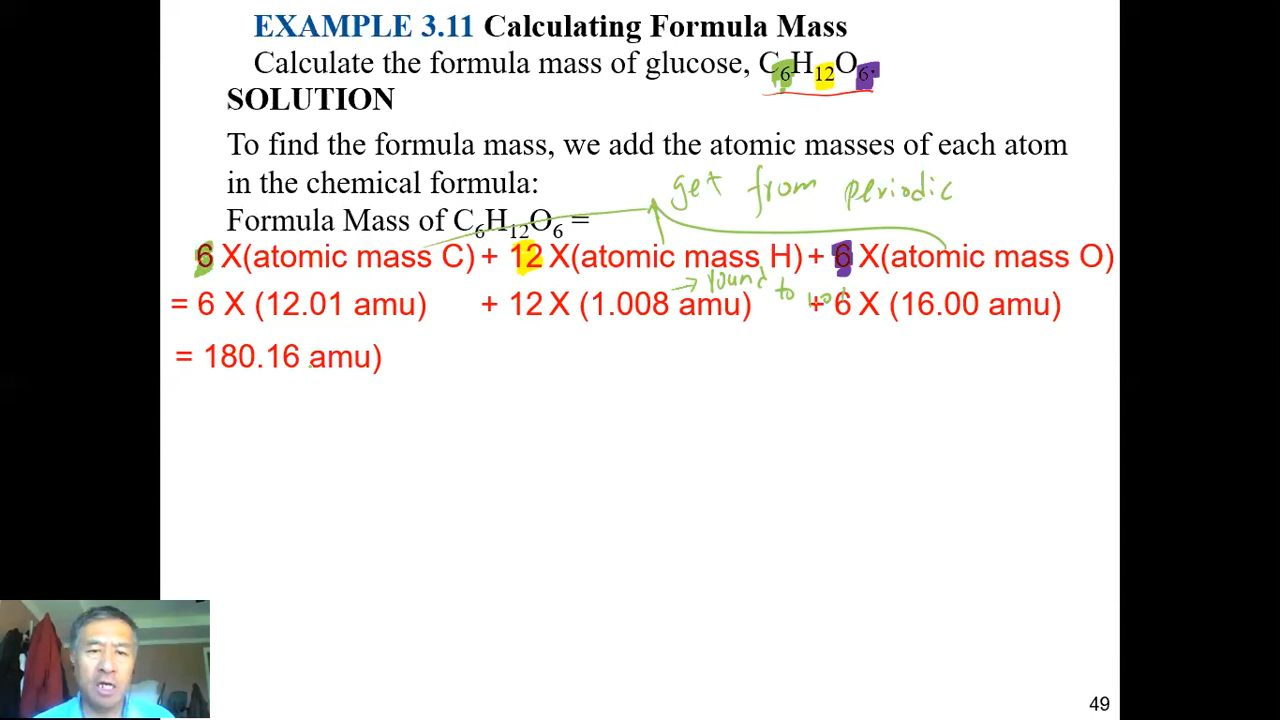 EXAMPLE 3.11 Calculating Formula Mass
Calculate the formula mass of glucose, C₆H₁₂O₆.
SOLUTION
To find the formula mass, we add the atomic masses of each atom
in the chemical formula:
get from periodic
Formula Mass of C₆H₁₂O₆ =
6 X(atomic mass C) + 12 X(atomic mass H) + 6 X(atomic mass O)
→ round to
= 6 X (12.01 amu) + 12 X (1.008 amu) + 6 X (16.00 amu)
= 180.16 amu)
49